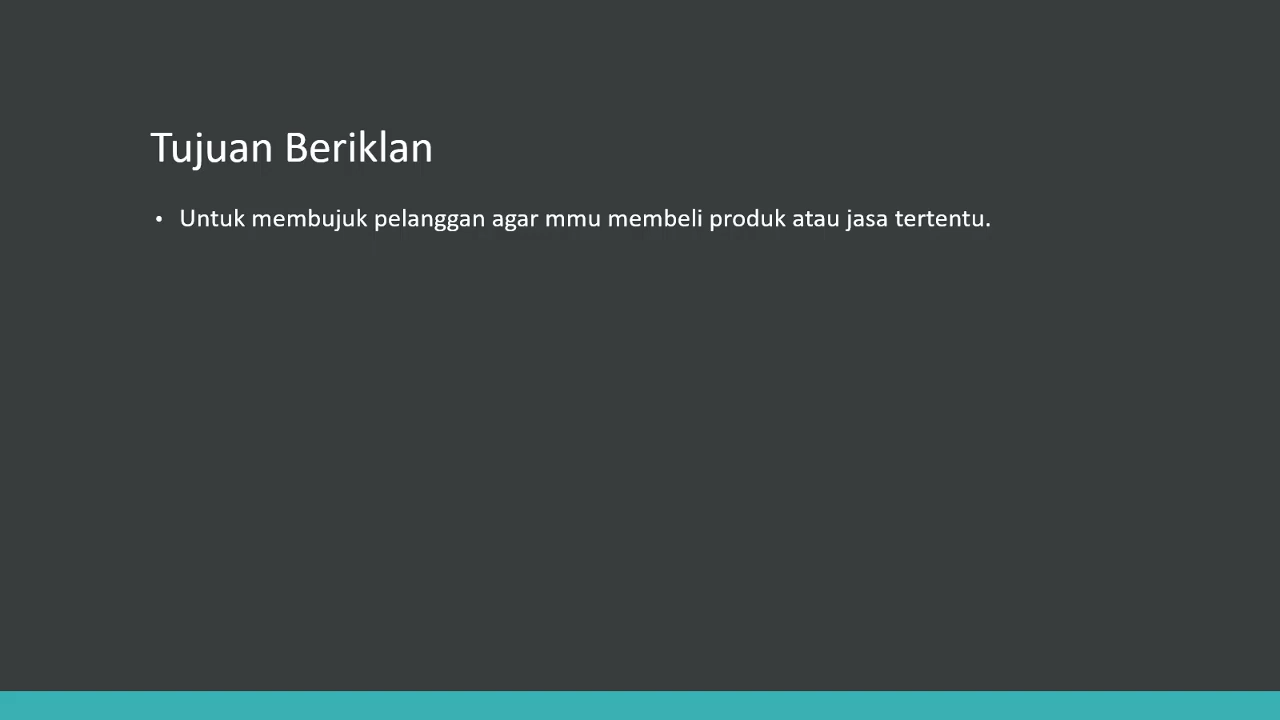 Tujuan Beriklan
• Untuk membujuk pelanggan agar mmu membeli produk atau jasa tertentu.